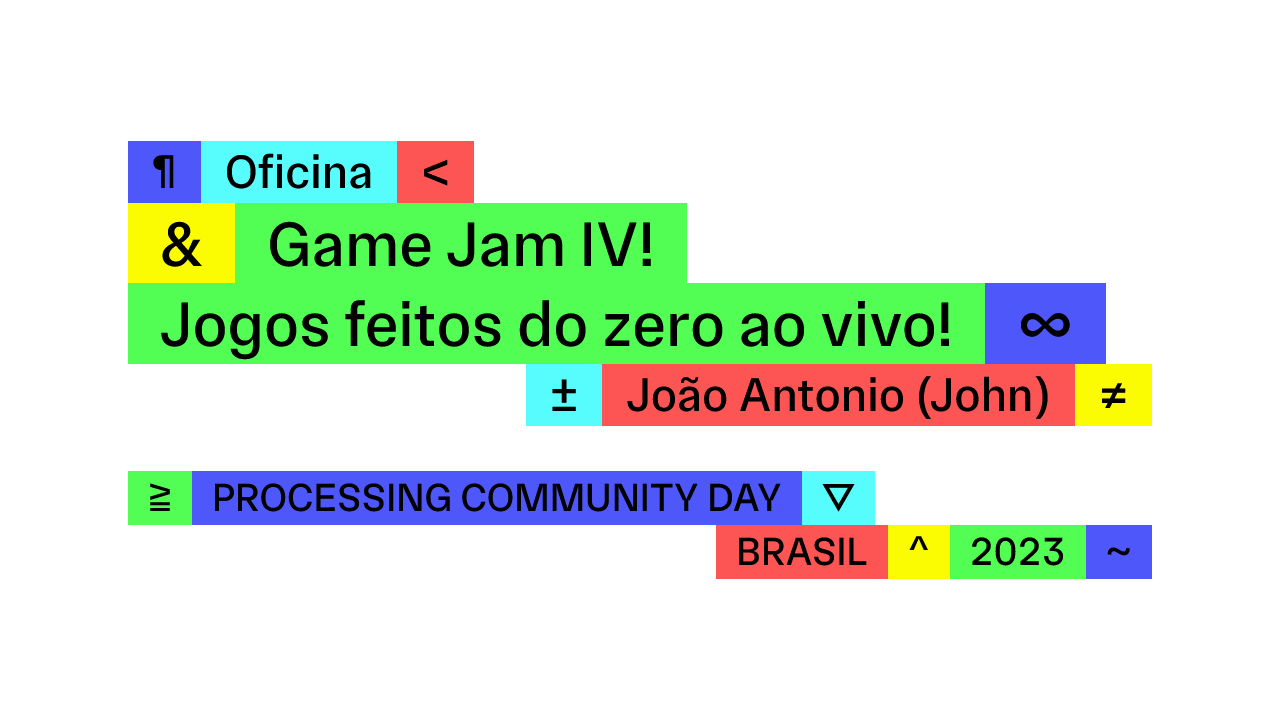 ¶ Oficina <
& Game Jam IV!
Jogos feitos do zero ao vivo! ∞
± João Antonio (John) ≠
≧ PROCESSING COMMUNITY DAY ▽
BRASIL ^ 2023 ~